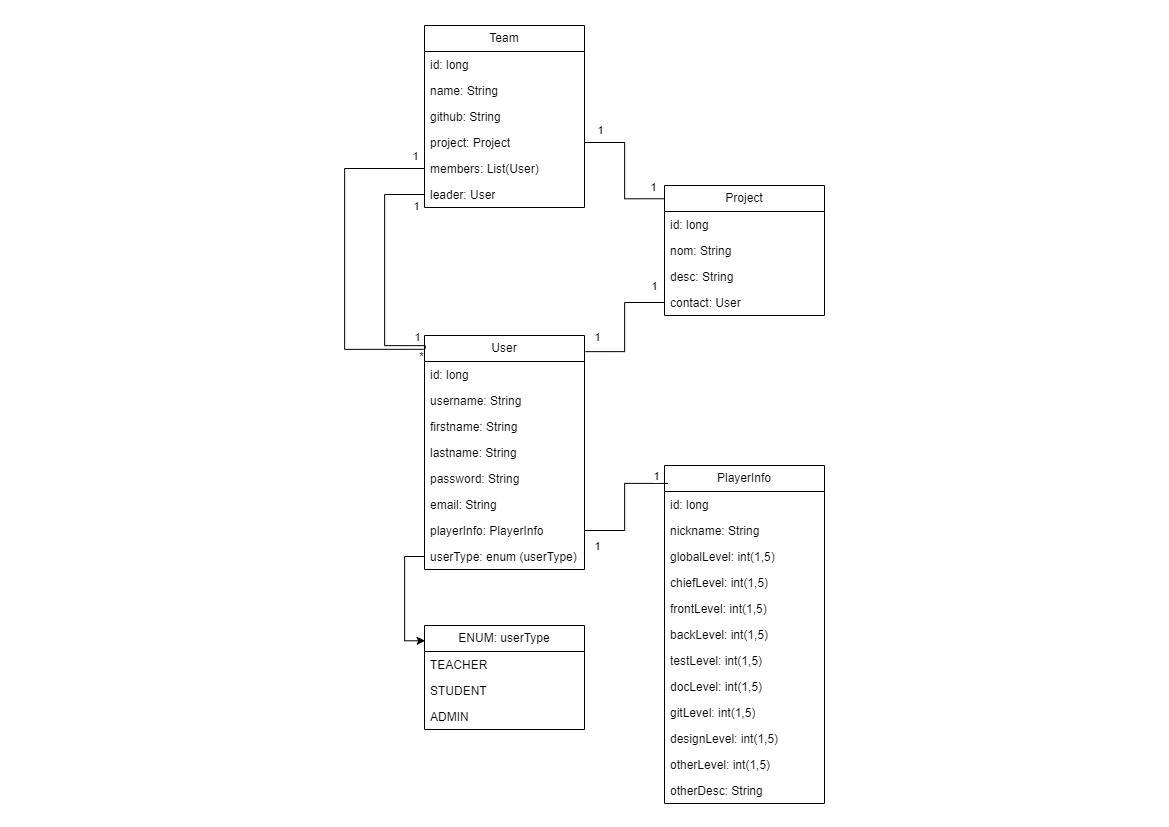 Team
id: long
name: String
github: String
project: Project
members: List(User)
leader: User
1
1
1
1
Project
id: long
nom: String
desc: String
contact: User
1
1
1
*
User
id: long
username: String
firstname: String
lastname: String
password: String
email: String
playerInfo: PlayerInfo
userType: enum (userType)
1
1
PlayerInfo
id: long
nickname: String
globalLevel: int(1,5)
chiefLevel: int(1,5)
frontLevel: int(1,5)
backLevel: int(1,5)
testLevel: int(1,5)
docLevel: int(1,5)
gitLevel: int(1,5)
designLevel: int(1,5)
otherLevel: int(1,5)
otherDesc: String
ENUM: userType
TEACHER
STUDENT
ADMIN